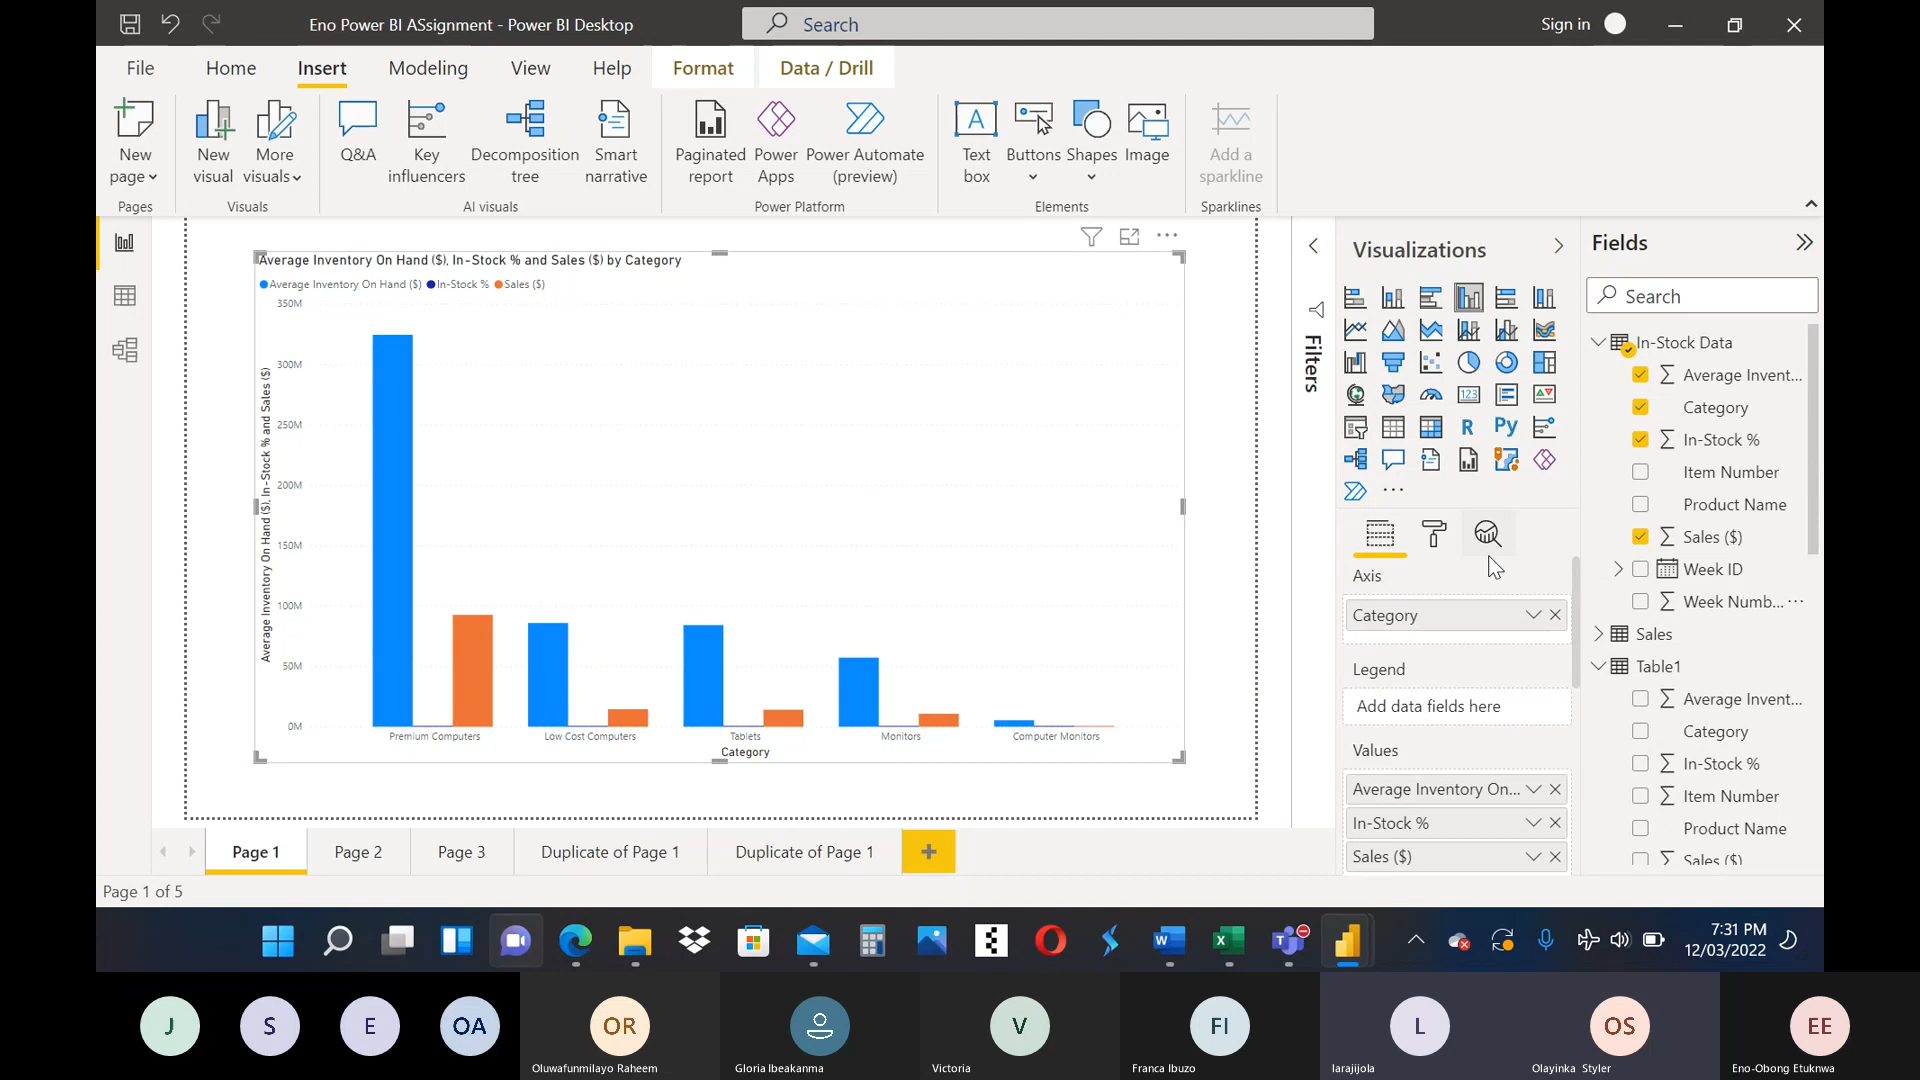 Eno Power BI ASsignment - Power BI Desktop
Search
Sign in
File
Home
Insert
Modeling
View
Help
Format
Data / Drill
New page
New visual
More visuals
Q&A
Key influencers
Decomposition tree
Smart narrative
Paginated report
Power Apps
Power Automate (preview)
A
Text box
Buttons
Shapes
Image
Add a sparkline
Pages
Visuals
AI visuals
Power Platform
Elements
Sparklines
Average Inventory On Hand ($), In-Stock % and Sales ($) by Category
Average Inventory On Hand ($)
In-Stock %
Sales ($)
Average Inventory On Hand ($), In-Stock % and Sales ($)
350M
300M
250M
200M
150M
100M
50M
0M
Premium Computers
Low Cost Computers
Tablets
Monitors
Computer Monitors
Category
Filters
Visualizations
123
R
Py
Axis
Category
Legend
Add data fields here
Values
Average Inventory On...
In-Stock %
Sales ($)
Fields
Search
In-Stock Data
Average Invent...
Category
In-Stock %
Item Number
Product Name
Sales ($)
Week ID
Week Numb...
Sales
Table1
Average Invent...
Category
In-Stock %
Item Number
Product Name
Sales ($)
Page 1
Page 2
Page 3
Duplicate of Page 1
Duplicate of Page 1
+
Page 1 of 5
7:31 PM
12/03/2022
J
S
E
OA
OR
Oluwafunmilayo Raheem
Gloria Ibeakanma
V
Victoria
FI
Franca Ibuzo
L
larajijola
OS
Olayinka Styler
EE
Eno-Obong Etuknwa